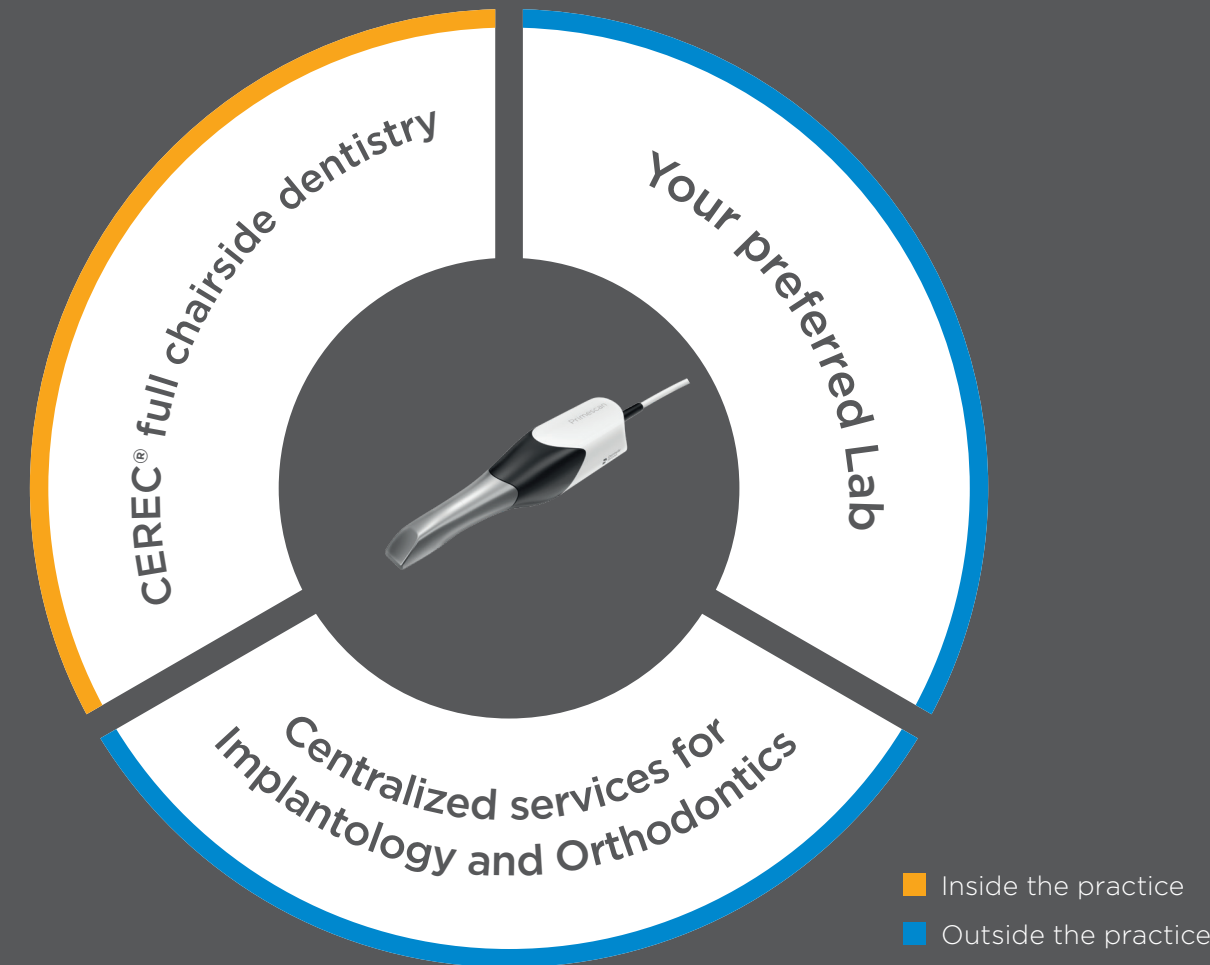 CEREC® full chairside dentistry
Your preferred Lab
Primescan
Centralized services for
Implantology and Orthodontics
Inside the practice
Outside the practice